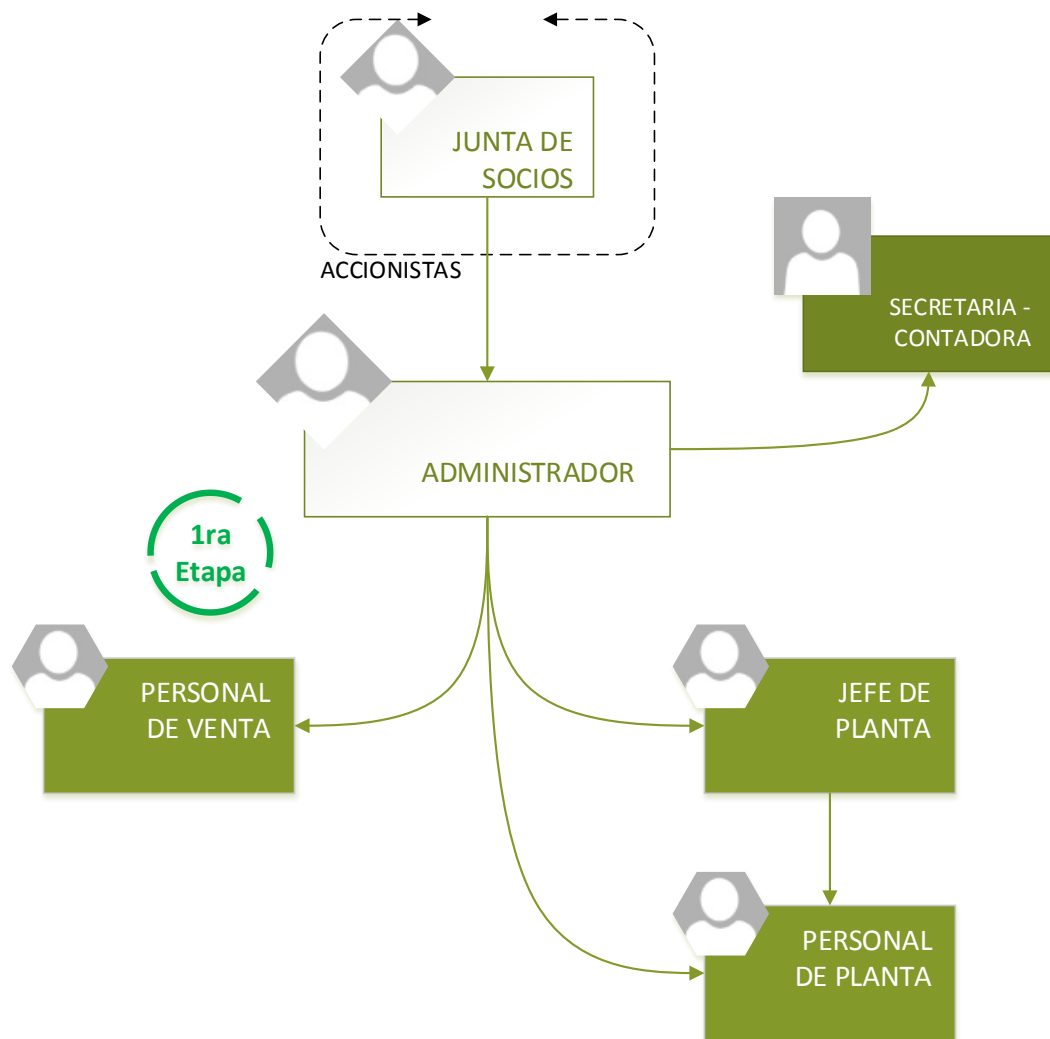 JUNTA DE
SOCIOS
ACCIONISTAS
SECRETARIA -
CONTADORA
ADMINISTRADOR
1ra
Etapa
PERSONAL
DE VENTA
JEFE DE
PLANTA
PERSONAL
DE PLANTA